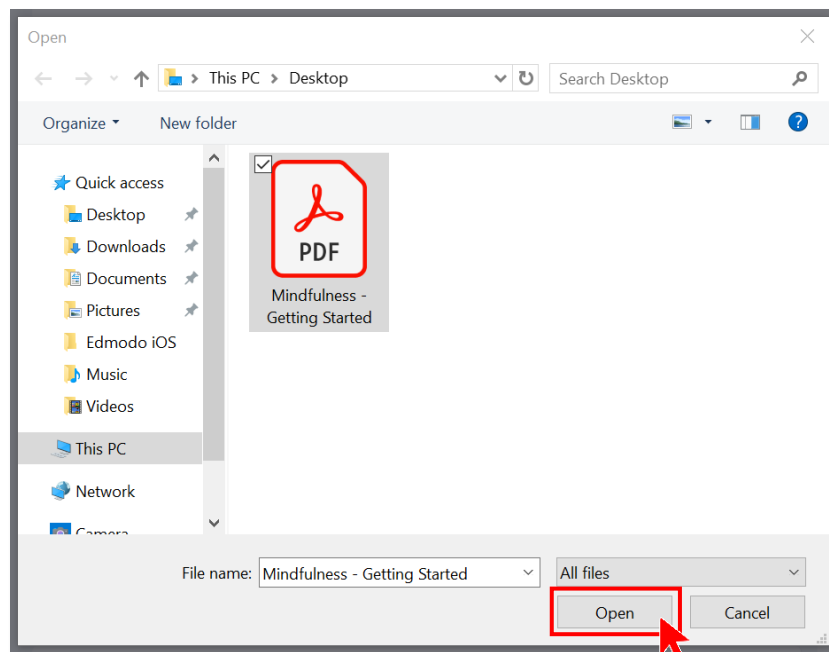 Open
This PC > Desktop
Search Desktop
Organize
New folder
?
Quick access
Desktop
Downloads
Documents
Pictures
Edmodo iOS
Music
Videos
This PC
Network
Camera
PDF
Mindfulness -
Getting Started
File name: Mindfulness - Getting Started
All files
Open
Cancel